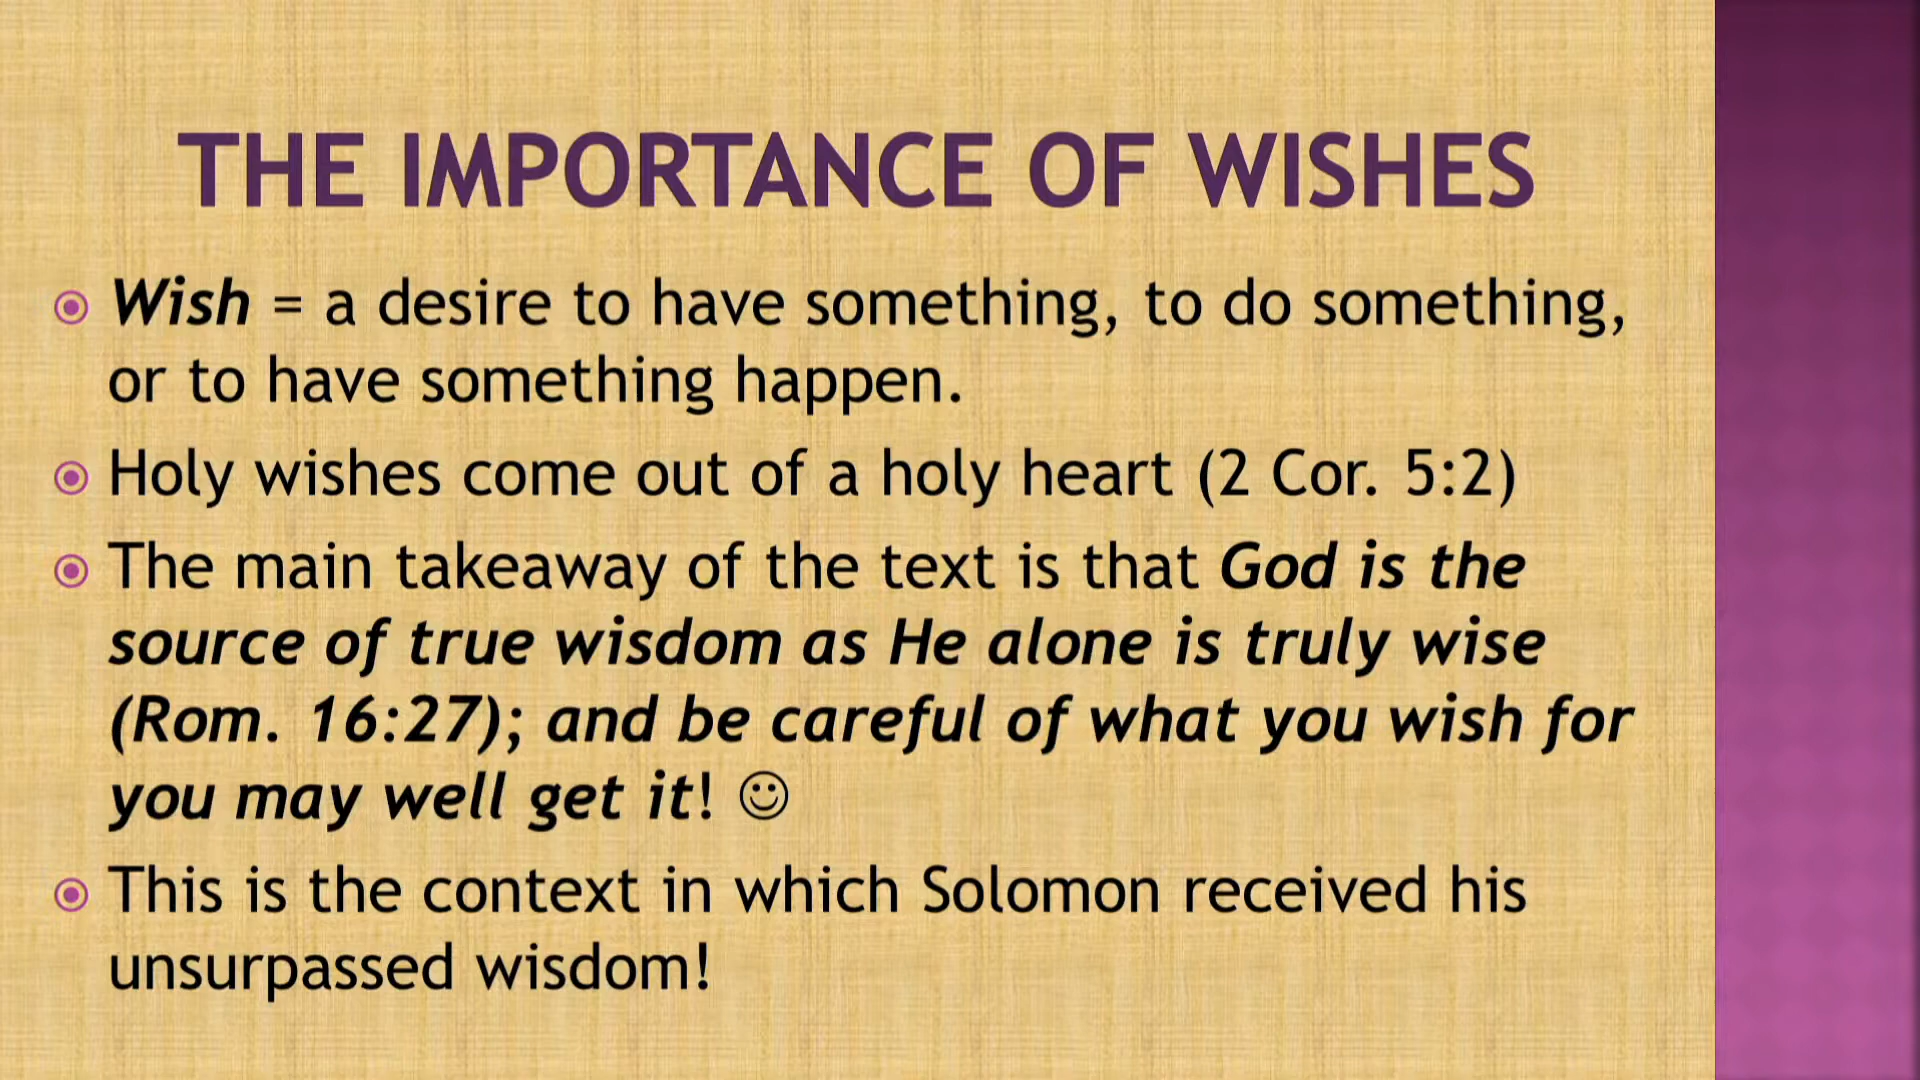 THE IMPORTANCE OF WISHES
Wish = a desire to have something, to do something,
or to have something happen.
Holy wishes come out of a holy heart (2 Cor. 5:2)
The main takeaway of the text is that God is the
source of true wisdom as He alone is truly wise
(Rom. 16:27); and be careful of what you wish for
you may well get it! ☺
This is the context in which Solomon received his
unsurpassed wisdom!